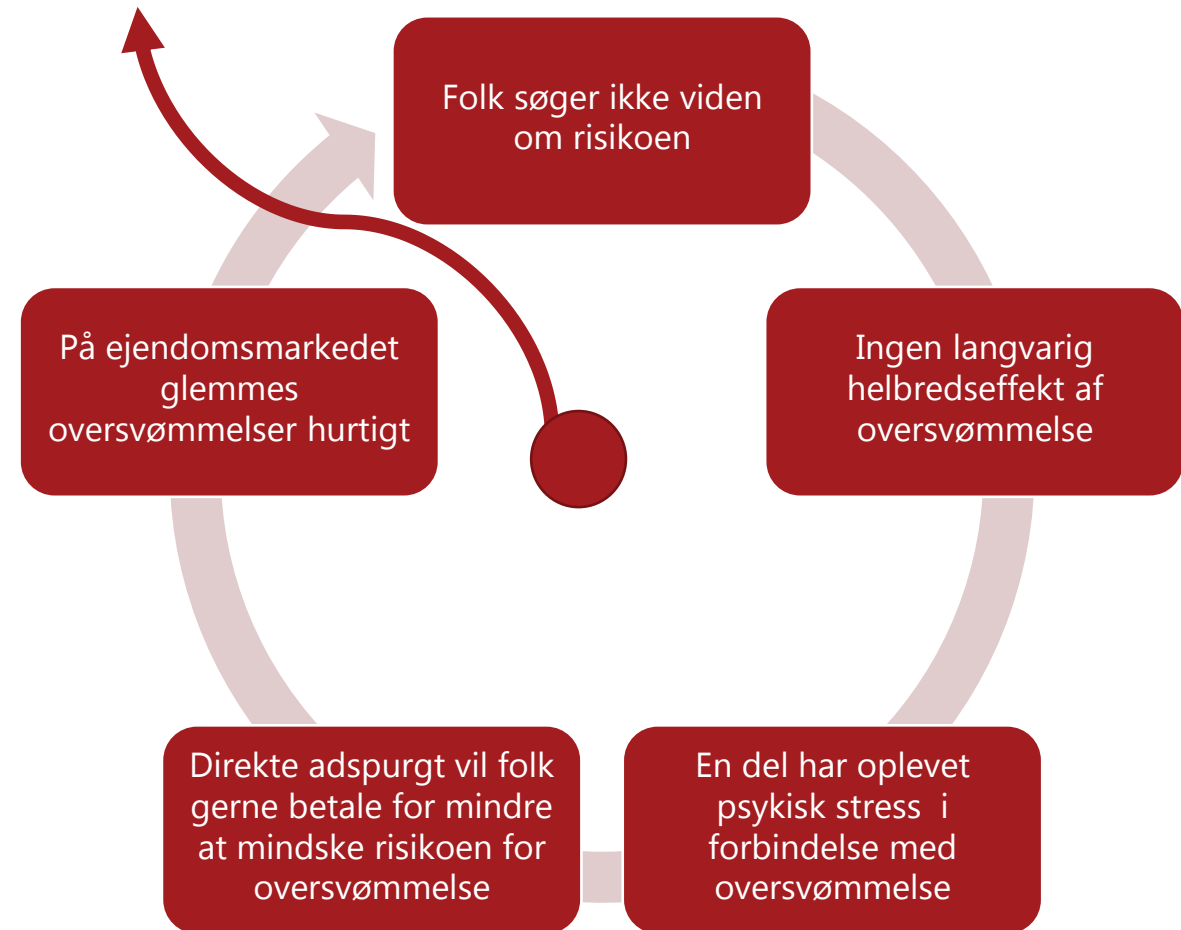 Folk søger ikke viden
om risikoen
Ingen langvarig
helbredseffekt af
oversvømmelse
En del har oplevet
psykisk stress  i
forbindelse med
oversvømmelse
Direkte adspurgt vil folk
gerne betale for mindre
at mindske risikoen for
oversvømmelse
På ejendomsmarkedet
glemmes
oversvømmelser hurtigt